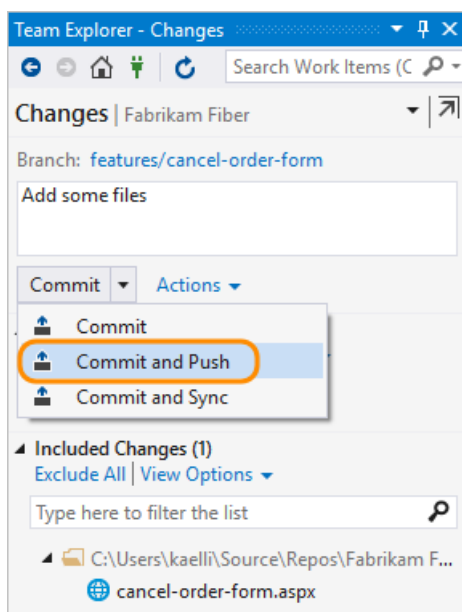 Team Explorer - Changes
Search Work Items (C
Changes | Fabrikam Fiber
Branch: features/cancel-order-form
Add some files
Commit Actions
Commit
Commit and Push
Commit and Sync
Included Changes (1)
Exclude All | View Options
Type here to filter the list
C:\Users\kaelli\Source\Repos\Fabrikam F...
cancel-order-form.aspx